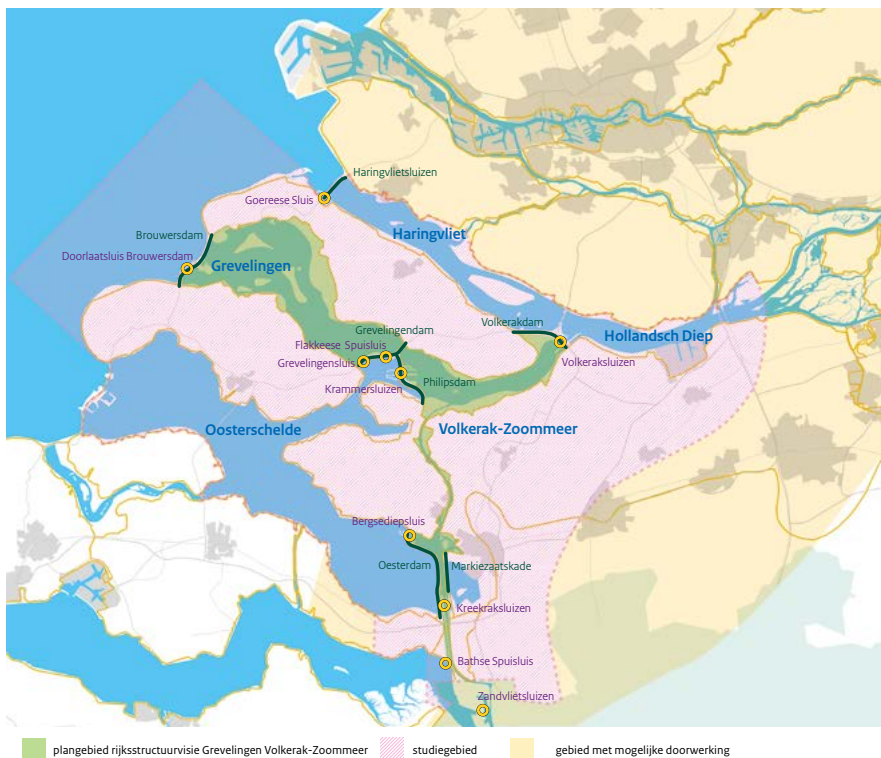 Haringvlietsluizen
Goereese Sluis
Haringvliet
Brouwersdam
Doorlaatsluis Brouwersdam
Grevelingen
Grevelingendam
Volkerakdam
Hollandsch Diep
Flakkeese Spuisluis
Grevelingensluis
Volkeraksluizen
Krammersluizen
Philipsdam
Oosterschelde
Volkerak-Zoommeer
Bergsediepsluis
Oesterdam
Markiezaatskade
Kreekraksluizen
Bathse Spuisluis
Zandvlietsluizen
plangebied rijksstructuurvisie Grevelingen Volkerak-Zoommeer
studiegebied
gebied met mogelijke doorwerking